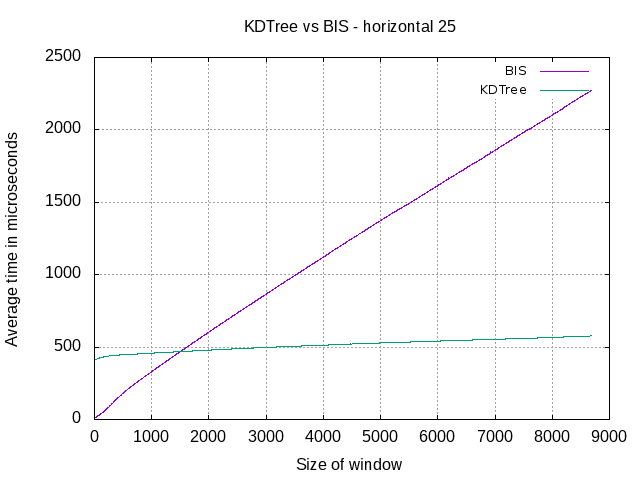 KDTree vs BIS - horizontal 25
BIS
KDTree
2500
2000
1500
1000
500
0
Average time in microseconds
0 1000 2000 3000 4000 5000 6000 7000 8000 9000
Size of window